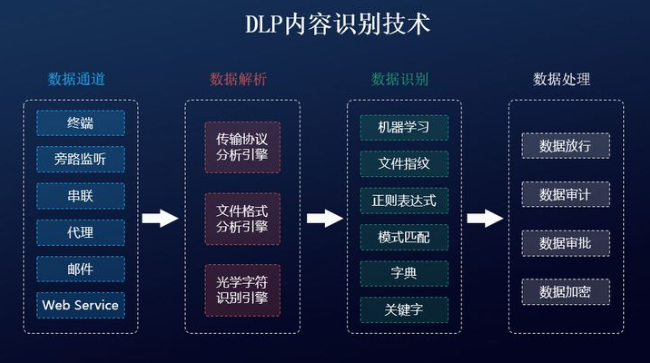 DLP内容识别技术
数据通道
终端
旁路监听
串联
代理
邮件
Web Service
数据解析
传输协议
分析引擎
文件格式
分析引擎
光学字符
识别引擎
数据识别
机器学习
文件指纹
正则表达式
模式匹配
字典
关键字
数据处理
数据放行
数据审计
数据审批
数据加密